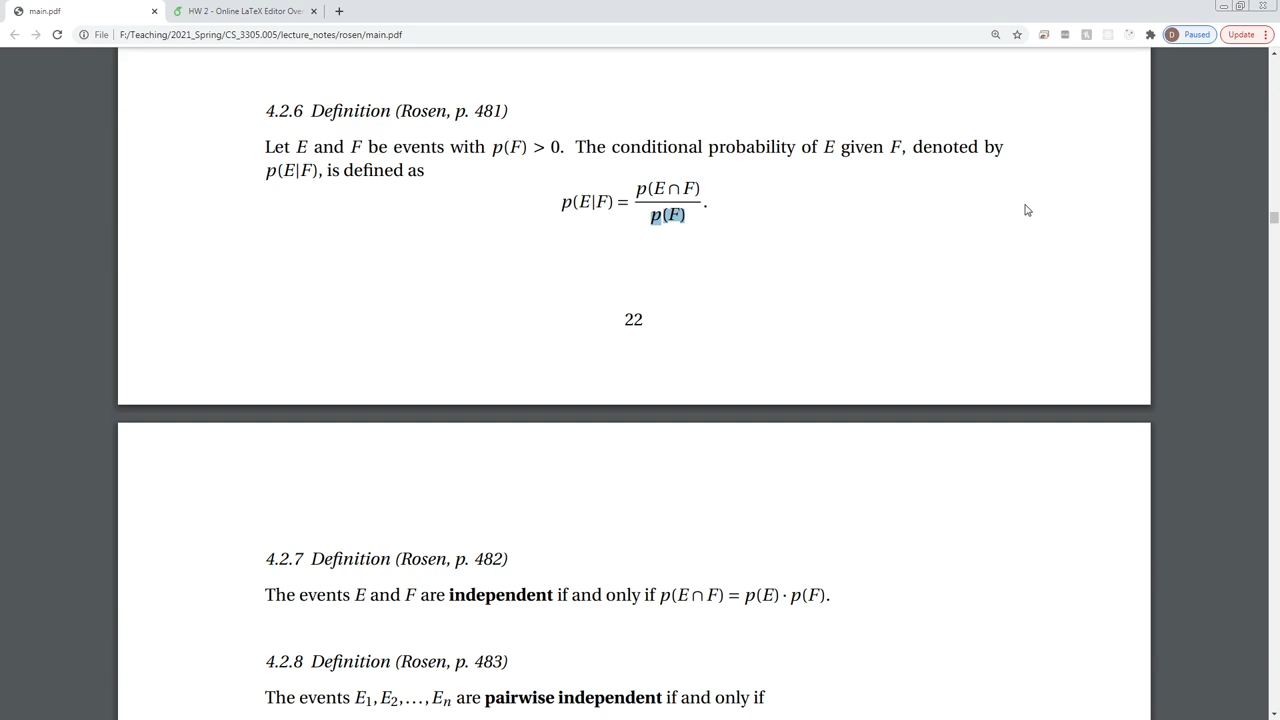 main.pdf
HW 2 - Online LaTeX Editor Over
File
F:/Teaching/2021_Spring/CS_3305.005/lecture_notes/rosen/main.pdf
D Paused
Update
4.2.6 Definition (Rosen, p. 481)
Let E and F be events with p(F) > 0. The conditional probability of E given F, denoted by
p(E|F), is defined as
p(E|F) = p(E∩F) / p(F).
22
4.2.7 Definition (Rosen, p. 482)
The events E and F are independent if and only if p(E∩F) = p(E)·p(F).
4.2.8 Definition (Rosen, p. 483)
The events E₁,E₂,...,Eₙ are pairwise independent if and only if